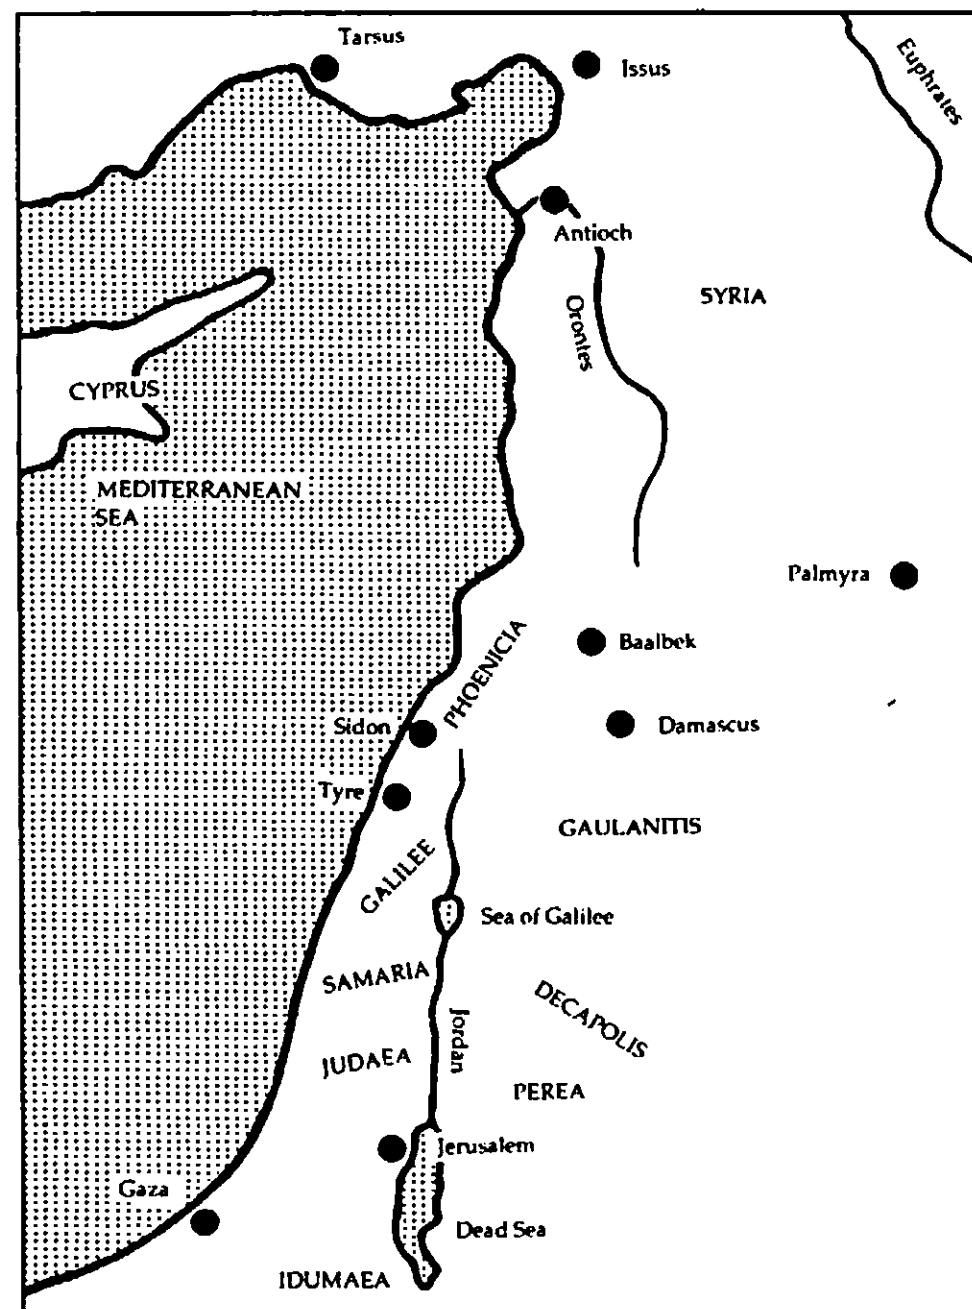 Tarsus
Issus
Euphrates
Antioch
SYRIA
Orontes
CYPRUS
MEDITERRANEAN
SEA
Palmyra
Baalbek
PHOENICIA
Sidon
Damascus
Tyre
GAULANITIS
GALILEE
Sea of Galilee
SAMARIA
DECAPOLIS
Jordan
JUDAEA
PEREA
Jerusalem
Gaza
Dead Sea
IDUMAEA